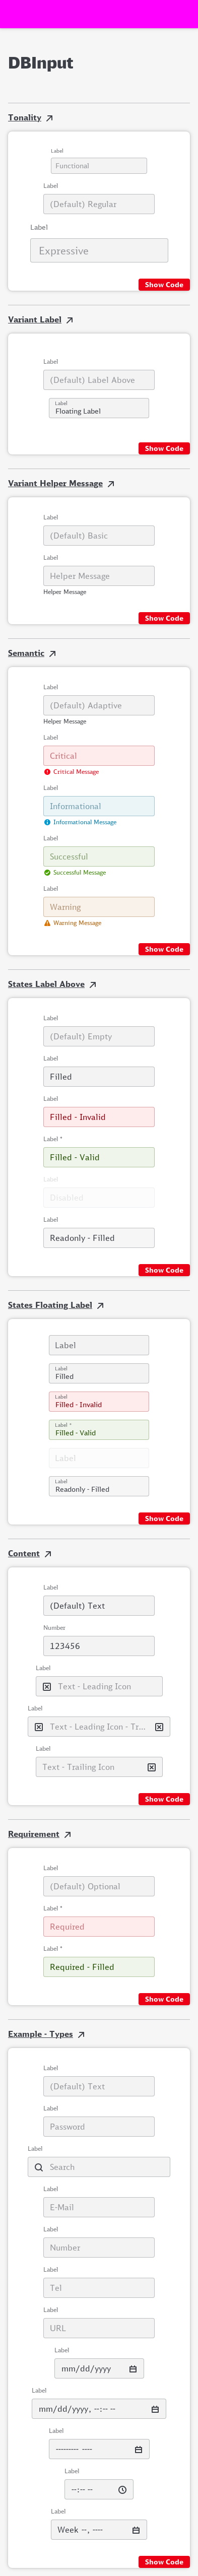 DBInput
Tonality
Label
Functional
Label
(Default) Regular
Label
Expressive
Show Code
Variant Label
Label
(Default) Label Above
Label
Floating Label
Show Code
Variant Helper Message
Label
(Default) Basic
Label
Helper Message
Helper Message
Show Code
Semantic
Label
(Default) Adaptive
Helper Message
Label
Critical
Critical Message
Label
Informational
Informational Message
Label
Successful
Successful Message
Label
Warning
Warning Message
Show Code
States Label Above
Label
(Default) Empty
Label
Filled
Label
Filled - Invalid
Label *
Filled - Valid
Label
Disabled
Label
Readonly - Filled
Show Code
States Floating Label
Label
Label
Filled
Label
Filled - Invalid
Label *
Filled - Valid
Label
Label
Readonly - Filled
Show Code
Content
Label
(Default) Text
Number
123456
Label
Text - Leading Icon
Label
Text - Leading Icon - Tr...
Label
Text - Trailing Icon
Show Code
Requirement
Label
(Default) Optional
Label *
Required
Label *
Required - Filled
Show Code
Example - Types
Label
(Default) Text
Label
Password
Label
Search
Label
E-Mail
Label
Number
Label
Tel
Label
URL
Label
mm/dd/yyyy
Label
mm/dd/yyyy, --:-- --
Label
--------- ----
Label
--:-- --
Label
Week --, ----
Show Code